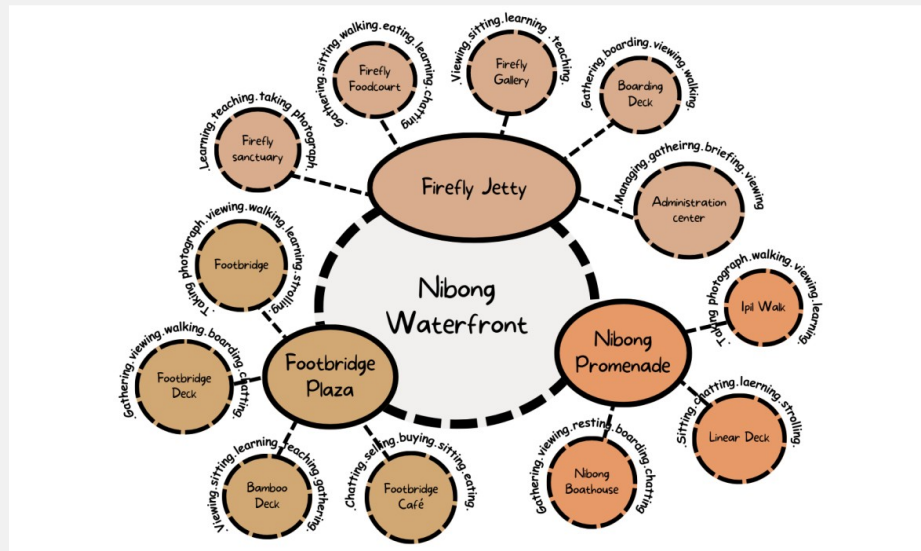 .Gathering.sitting.walking.eating.learning.chatting
Firefly
Foodcourt
.Viewing.sitting.learning.teaching.
Firefly
Gallery
.Gathering.boarding.viewing.walking.
Boarding
Deck
.Learning.teaching.taking photograph.
Firefly
sanctuary
Firefly Jetty
.Managing.gatheirng.briefing.viewing
Administration
center
.Taking photograph.viewing.walking.learning.strolling.
Footbridge
Nibong
Waterfront
.Taking photograph.walking.viewing.learning.
Ipil Walk
.Gathering.viewing.walking.boarding.chatting.
Footbridge
Deck
Footbridge
Plaza
Nibong
Promenade
.Sitting.chatting.laerning.strolling.
Linear Deck
.Viewing.sitting.learning.teaching.gathering.
Bamboo
Deck
.Chatting.selling.buying.sitting.eating.
Footbridge
Café
Gathering.viewing.resting.boarding.chatting
Nibong
Boathouse